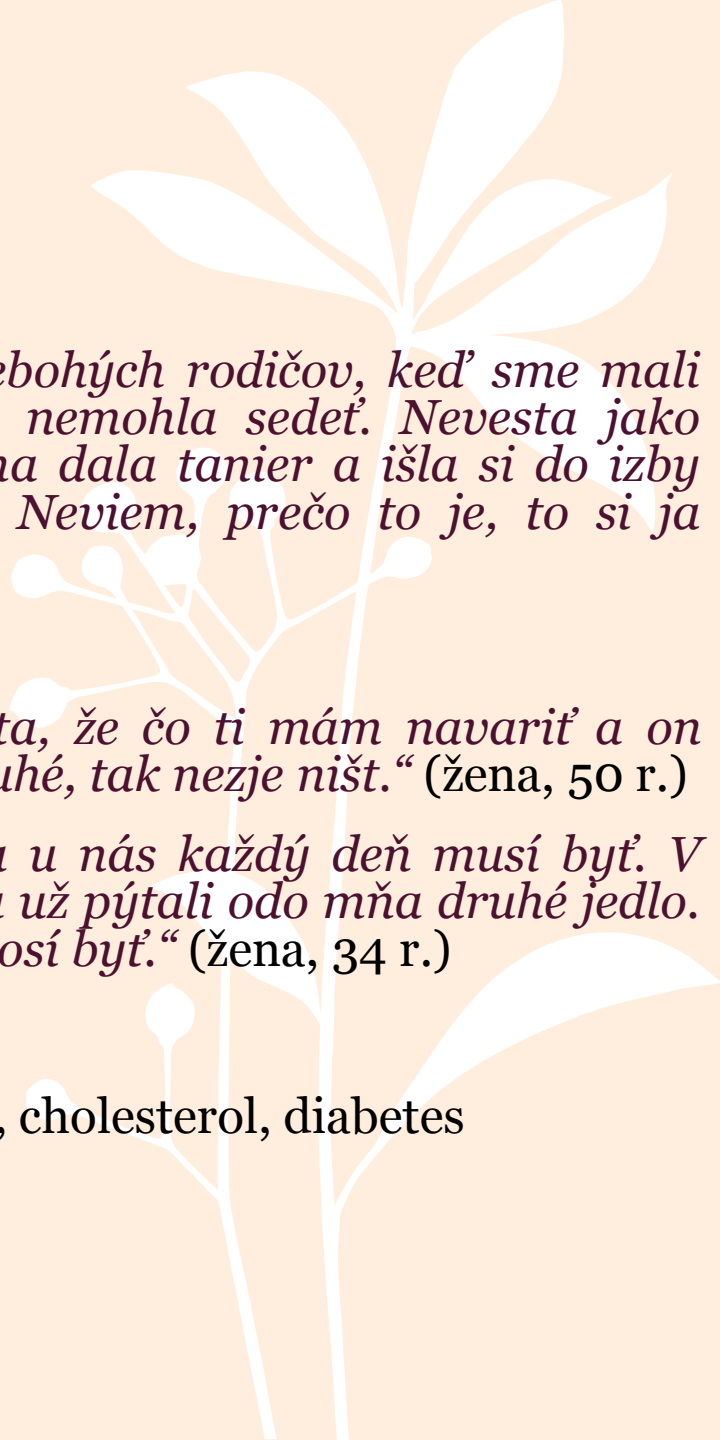 ebohých rodičov, keď sme mali
nemohla sedeť. Nevesta jako
na dala tanier a išla si do izby
Neviem, prečo to je, to si ja
ta, že čo ti mám navariť a on
uhé, tak nezje ništ.“ (žena, 50 r.)
u nás každý deň musí byť. V
už pýtali odo mňa druhé jedlo.
osí byť.“ (žena, 34 r.)
, cholesterol, diabetes